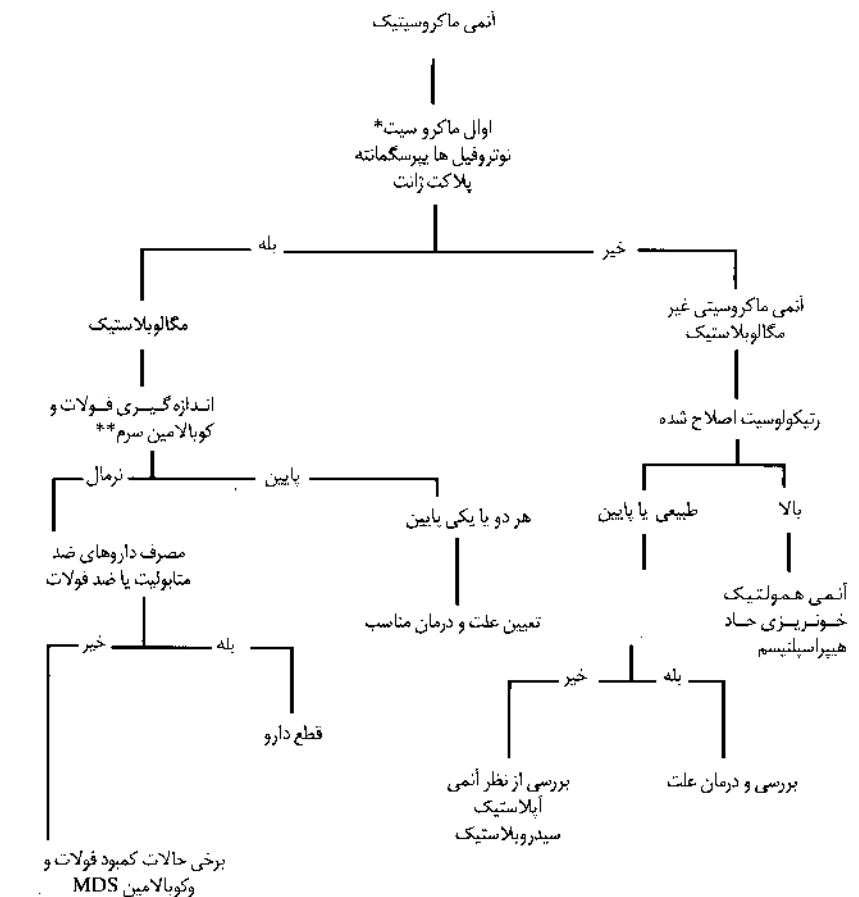 آنمی ماکروسیتیک
اوال ماکرو سیت*
نوتروفیل ها یپرسگمانته
پلاکت ژانت
بله
خیر
آنمی ماکروسیتی غیر
مگالوبلاستیک
مگالوبلاستیک
اندازه گیری فولات و
کوبالامین سرم**
رتیکولوسیت اصلاح شده
پایین
نرمال
بالا
طبیعی یا پایین
هر دو یا یکی پایین
مصرف داروهای ضد
متابولیت یا ضد فولات
آنمی همولتیک
خونریزی حاد
هیپراسپلنیسم
تعیین علت و درمان مناسب
بله
خیر
بله
خیر
قطع دارو
بررسی و درمان علت
بررسی از نظر آنمی
آپلاستیک
سیدروبلاستیک
برخی حالات کمبود فولات و
وکوبالامین MDS